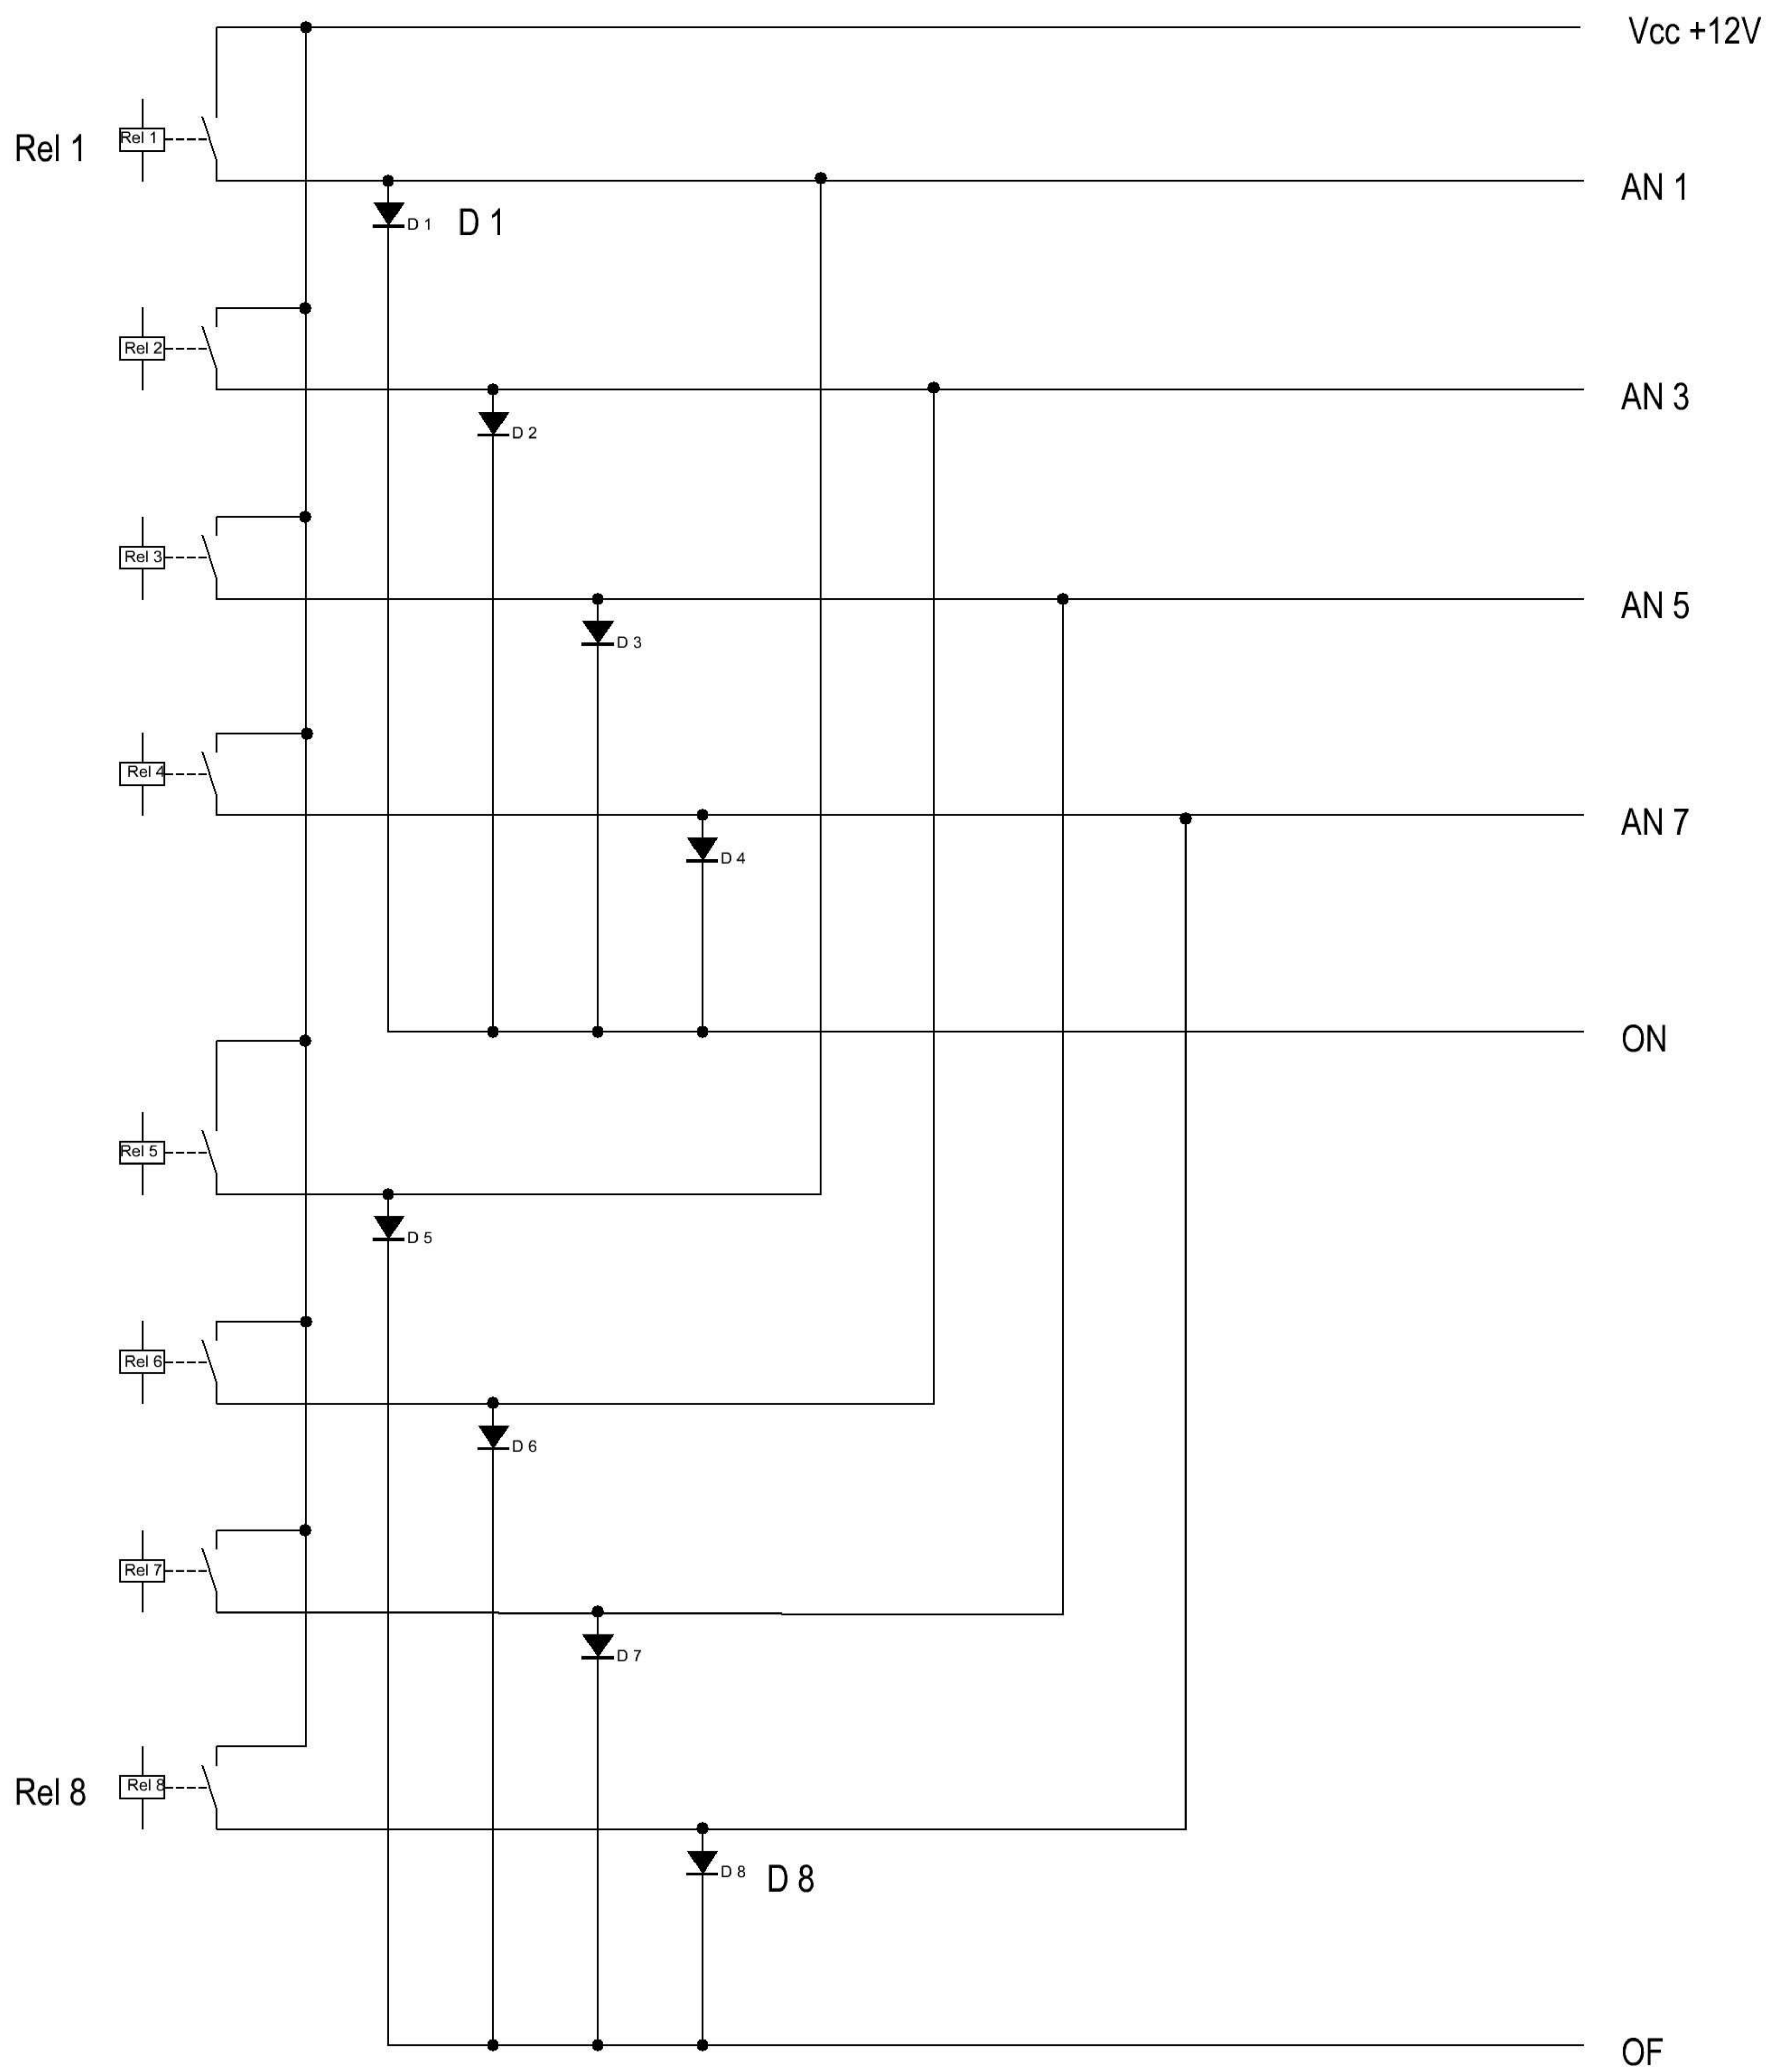 Vcc +12V
Rel 1
Rel 1
AN 1
D 1
D 1
Rel 2
AN 3
D 2
Rel 3
AN 5
D 3
Rel 4
AN 7
D 4
ON
Rel 5
D 5
Rel 6
D 6
Rel 7
D 7
Rel 8
Rel 8
D 8
D 8
OF